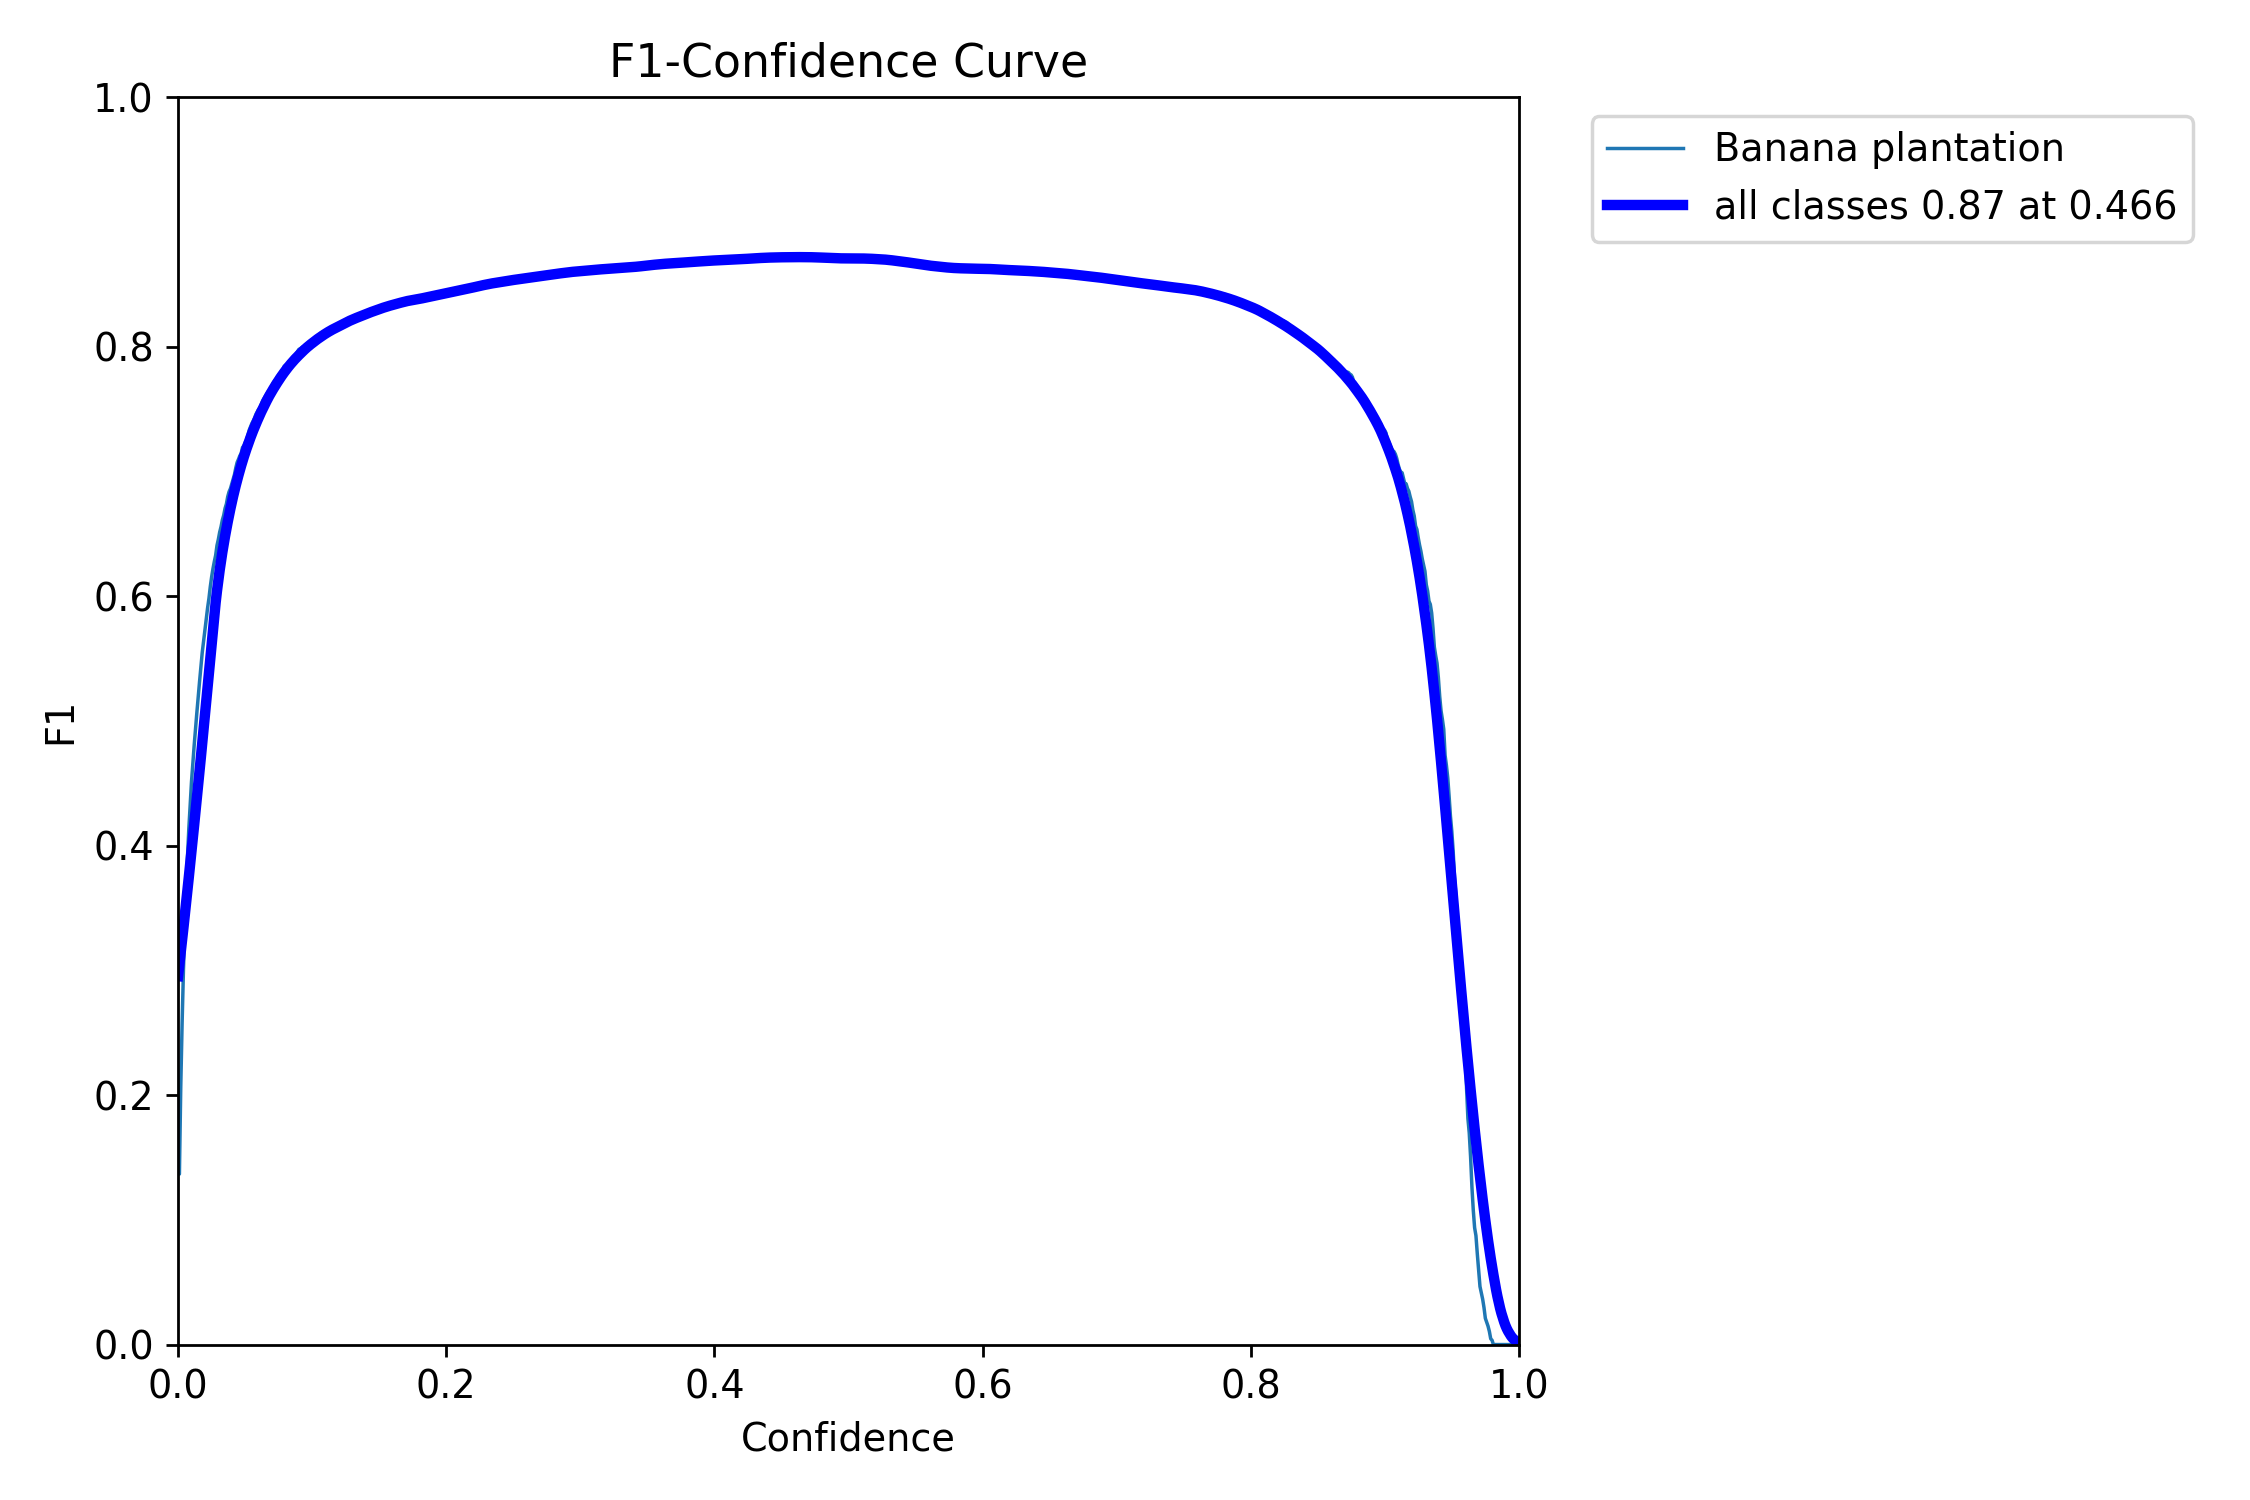 F1-Confidence Curve
1.0
0.8
0.6
0.4
0.2
0.0
F1
0.0 0.2 0.4 0.6 0.8 1.0
Confidence
Banana plantation
all classes 0.87 at 0.466